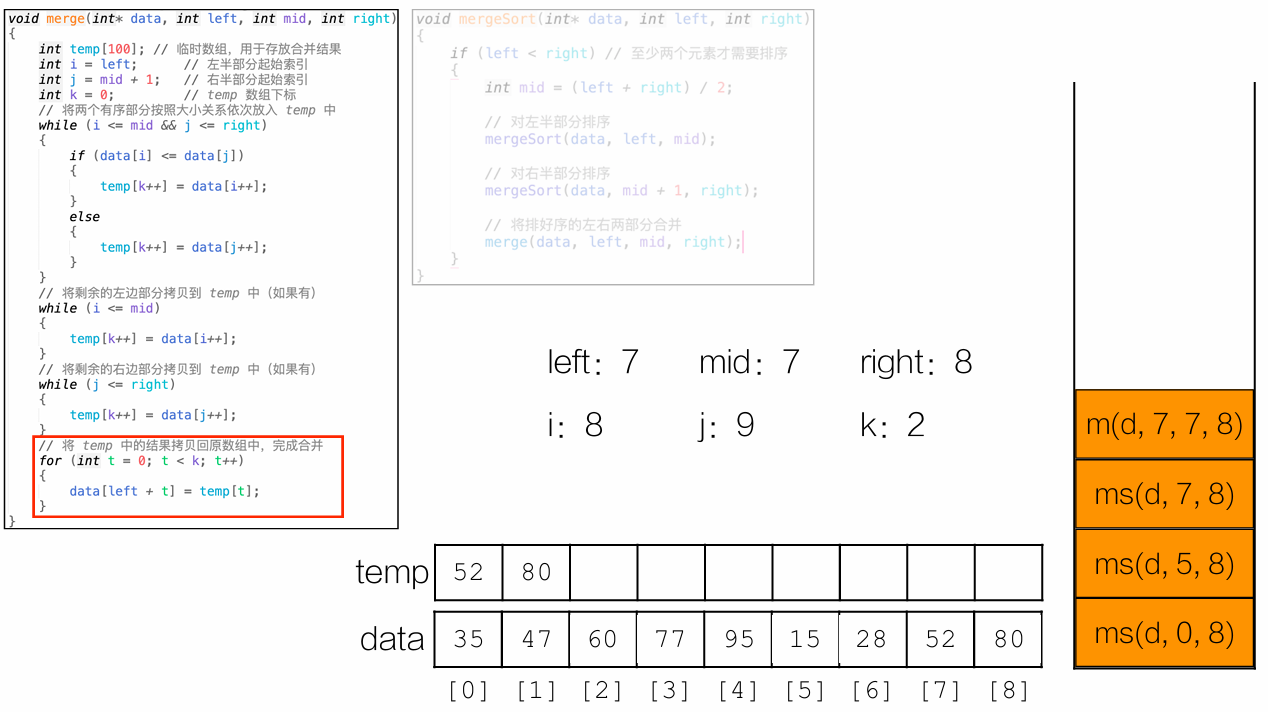 void merge(int* data, int left, int mid, int right)
{
int temp[100]; // 临时数组，用于存放合并结果
int i = left; // 左半部分起始索引
int j = mid + 1; // 右半部分起始索引
int k = 0; // temp 数组下标
// 将两个有序部分按照大小关系依次放入 temp 中
while (i <= mid && j <= right)
{
if (data[i] <= data[j])
{
temp[k++] = data[i++];
}
else
{
temp[k++] = data[j++];
}
}
// 将剩余的左边部分拷贝到 temp 中（如果有）
while (i <= mid)
{
temp[k++] = data[i++];
}
// 将剩余的右边部分拷贝到 temp 中（如果有）
while (j <= right)
{
temp[k++] = data[j++];
}
// 将 temp 中的结果拷贝回原数组中，完成合并
for (int t = 0; t < k; t++)
{
data[left + t] = temp[t];
}
}
void mergeSort(int* data, int left, int right)
{
if (left < right) // 至少两个元素才需要排序
{
int mid = (left + right) / 2;
// 对左半部分排序
mergeSort(data, left, mid);
// 对右半部分排序
mergeSort(data, mid + 1, right);
// 将排好序的左右两部分合并
merge(data, left, mid, right);
}
}
left: 7 mid: 7 right: 8
i: 8 j: 9 k: 2
m(d, 7, 7, 8)
ms(d, 7, 8)
ms(d, 5, 8)
ms(d, 0, 8)
temp 52 80
data 35 47 60 77 95 15 28 52 80
[0] [1] [2] [3] [4] [5] [6] [7] [8]